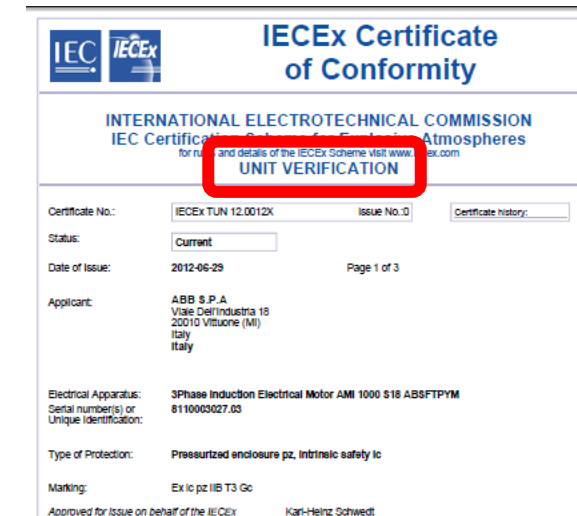 IEC IECEx
IECEx Certificate
of Conformity
INTERNATIONAL ELECTROTECHNICAL COMMISSION
IEC Certification Scheme for Explosive Atmospheres
for rules and details of the IECEx Scheme visit www.iecex.com
UNIT VERIFICATION
Certificate No.: IECEx TUN 12.0012X Issue No.:0 Certificate history:
Status: Current
Date of Issue: 2012-06-29 Page 1 of 3
Applicant: ABB S.P.A
Viale Dell'Industria 18
20010 Vittuone (MI)
Italy
Italy
Electrical Apparatus: 3Phase Induction Electrical Motor AMI 1000 S18 ABSFTPYM
Serial number(s) or 8110003027.03
Unique Identification:
Type of Protection: Pressurized enclosure pz, Intrinsic safety ic
Marking: Ex ic pz IIB T3 Gc
Approved for issue on behalf of the IECEx Karl-Heinz Schwedt